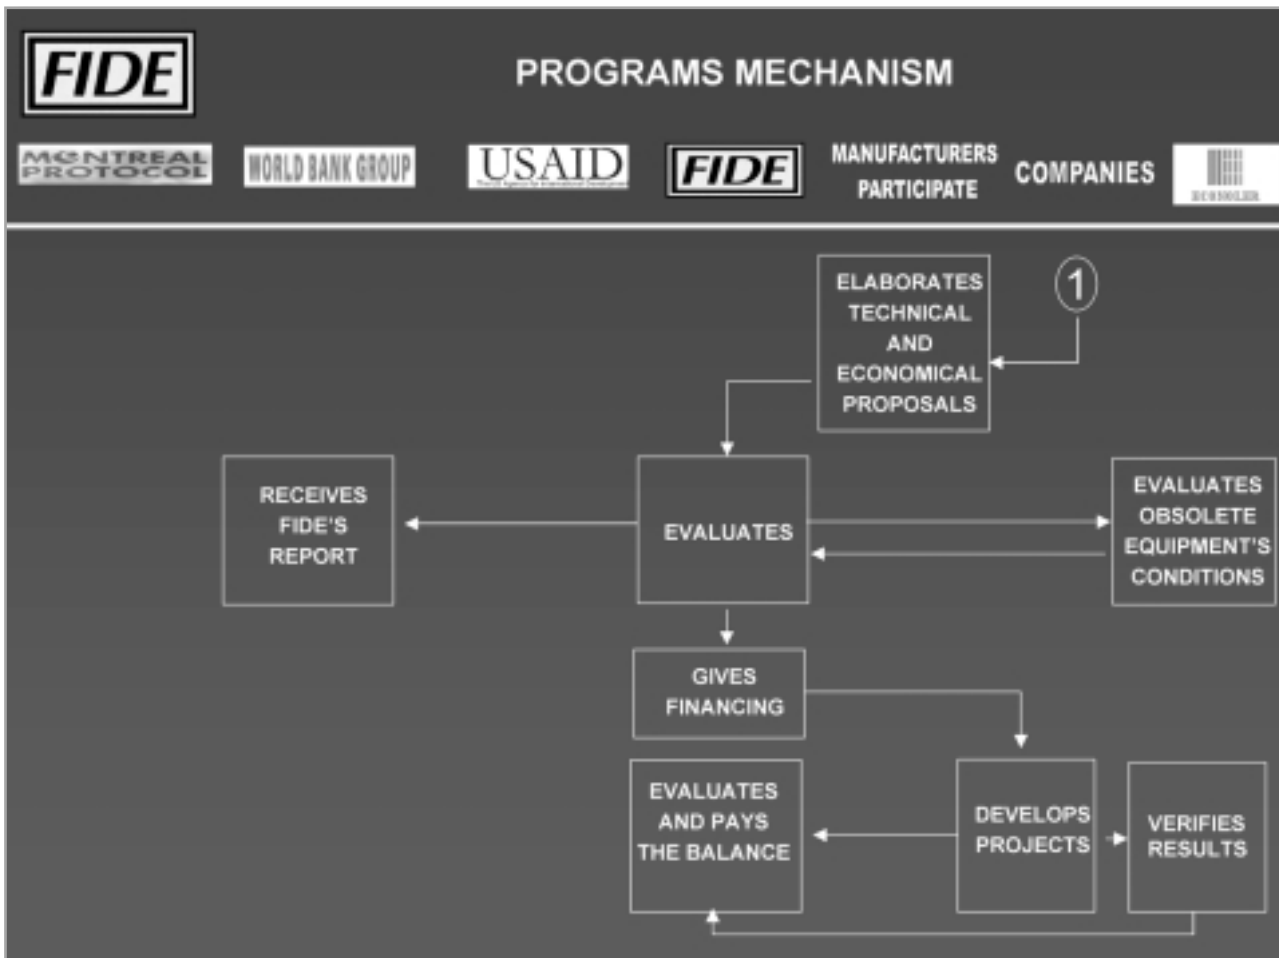 FIDE
PROGRAMS MECHANISM
MONTREAL
PROTOCOL
WORLD BANK GROUP
USAID
FIDE
MANUFACTURERS
PARTICIPATE
COMPANIES
ECONOLER
1
ELABORATES
TECHNICAL
AND
ECONOMICAL
PROPOSALS
RECEIVES
FIDE'S
REPORT
EVALUATES
EVALUATES
OBSOLETE
EQUIPMENT'S
CONDITIONS
GIVES
FINANCING
EVALUATES
AND PAYS
THE BALANCE
DEVELOPS
PROJECTS
VERIFIES
RESULTS